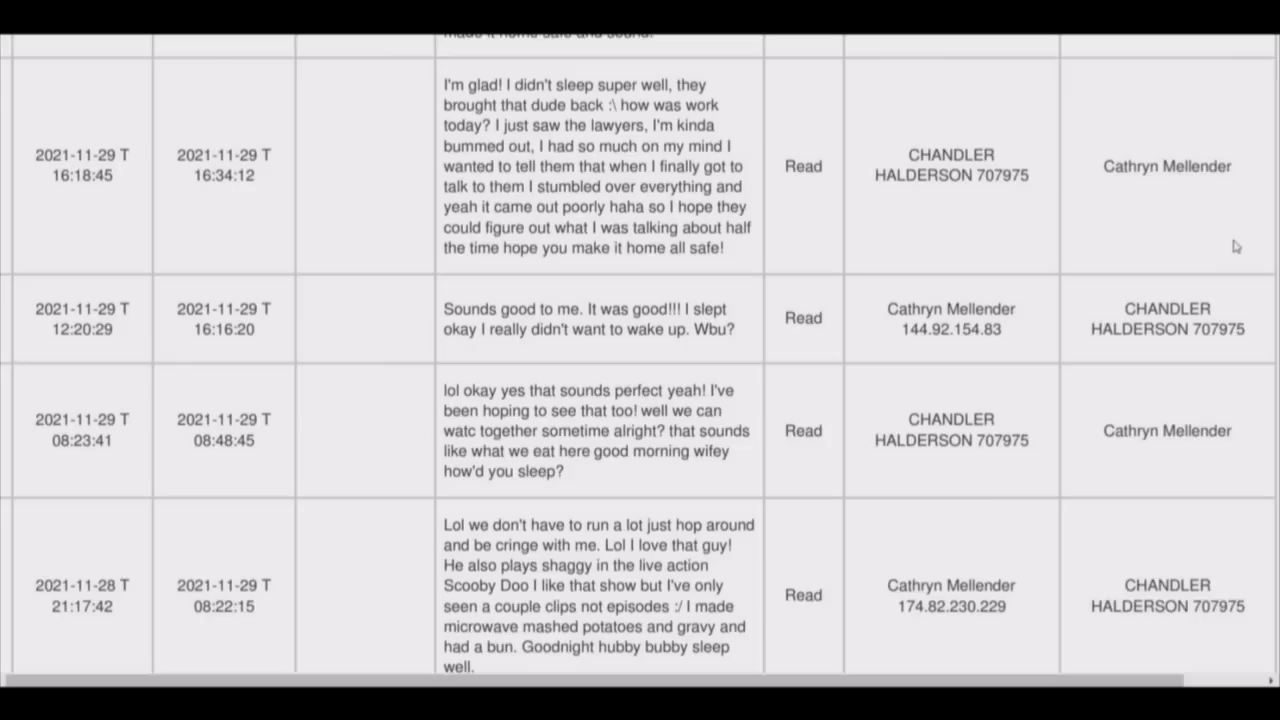 made it home safe and sound.
2021-11-29 T
16:18:45
2021-11-29 T
16:34:12
I'm glad! I didn't sleep super well, they
brought that dude back :\ how was work
today? I just saw the lawyers, I'm kinda
bummed out, I had so much on my mind I
wanted to tell them that when I finally got to
talk to them I stumbled over everything and
yeah it came out poorly haha so I hope they
could figure out what I was talking about half
the time hope you make it home all safe!
Read
CHANDLER
HALDERSON 707975
Cathryn Mellender
2021-11-29 T
12:20:29
2021-11-29 T
16:16:20
Sounds good to me. It was good!!! I slept
okay I really didn't want to wake up. Wbu?
Read
Cathryn Mellender
144.92.154.83
CHANDLER
HALDERSON 707975
2021-11-29 T
08:23:41
2021-11-29 T
08:48:45
lol okay yes that sounds perfect yeah! I've
been hoping to see that too! well we can
watc together sometime alright? that sounds
like what we eat here good morning wifey
how'd you sleep?
Read
CHANDLER
HALDERSON 707975
Cathryn Mellender
2021-11-28 T
21:17:42
2021-11-29 T
08:22:15
Lol we don't have to run a lot just hop around
and be cringe with me. Lol I love that guy!
He also plays shaggy in the live action
Scooby Doo I like that show but I've only
seen a couple clips not episodes :/ I made
microwave mashed potatoes and gravy and
had a bun. Goodnight hubby bubby sleep
well.
Read
Cathryn Mellender
174.82.230.229
CHANDLER
HALDERSON 707975